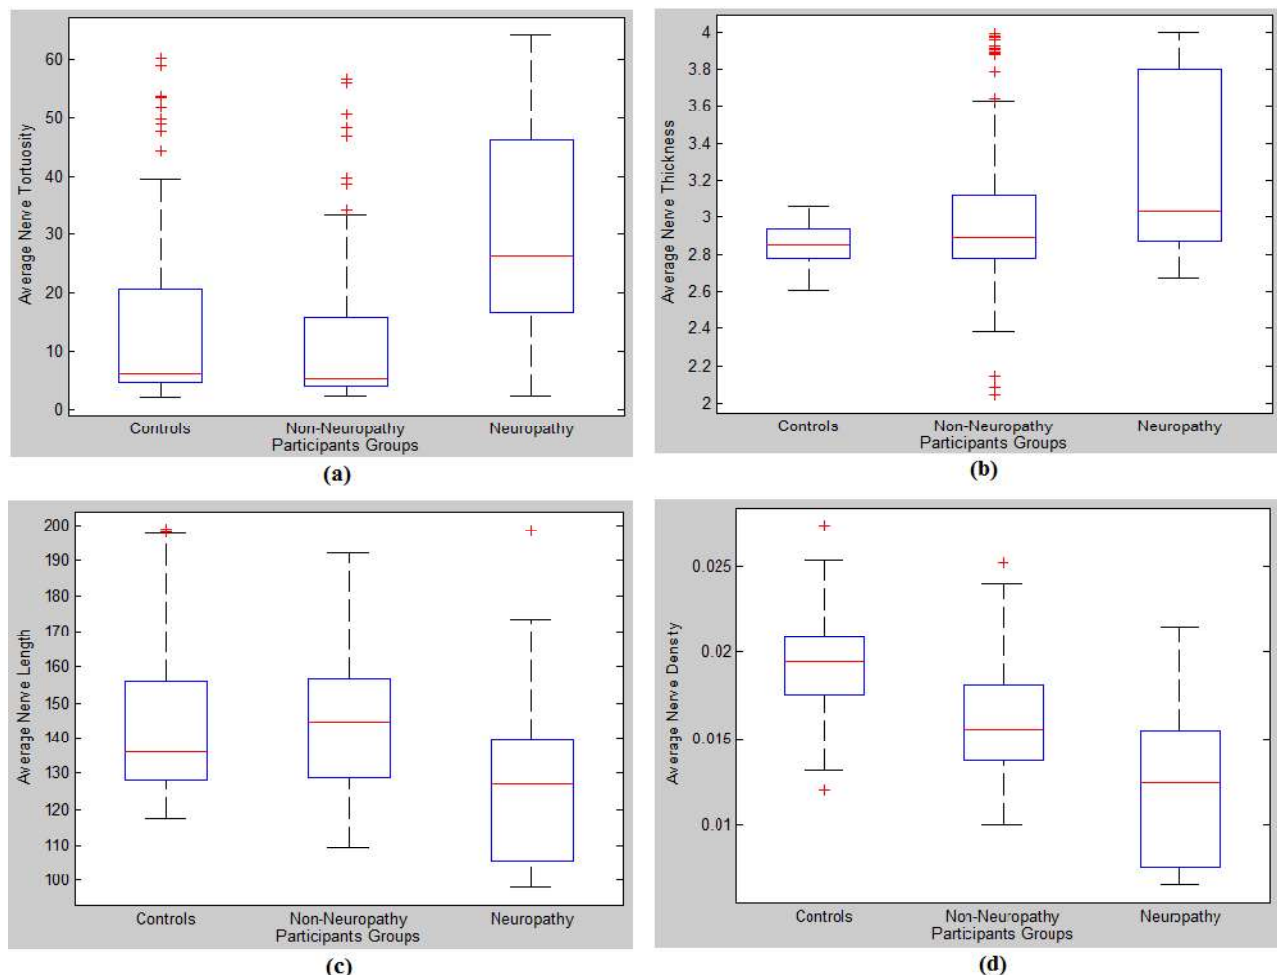 60
50
40
30
20
10
0
Average Nerve Tortuosity
Controls Non-Neuropathy Neuropathy
Participants Groups
(a)
4
3.8
3.6
3.4
3.2
3
2.8
2.6
2.4
2.2
2
Average Nerve Thickness
Controls Non-Neuropathy Neuropathy
Participants Groups
(b)
200
190
180
170
160
150
140
130
120
110
100
Average Nerve Length
Controls Non-Neuropathy Neuropathy
Participants Groups
(c)
0.025
0.02
0.015
0.01
Average Nerve Density
Controls Non-Neuropathy Neuropathy
Participants Groups
(d)